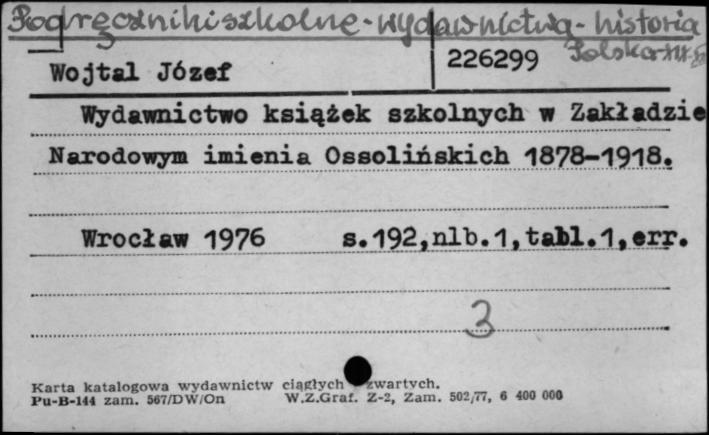 Podręczniki szkolne - wydawnictwa - historia
Polska
Wojtal Józef
226299
Wydawnictwo książek szkolnych w Zakładzie
Narodowym imienia Ossolińskich 1878-1918.
Wrocław 1976 s.192,nlb.1,tabl.1,err.
3
Karta katalogowa wydawnictw ciągłych zwartych.
Pu-B-144 zam. 567/DW/On W.Z.Graf. Z-2, Zam. 502/77, 6 400 000